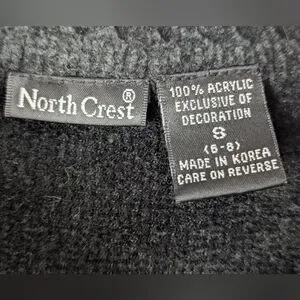 North Crest®
100% ACRYLIC
EXCLUSIVE OF
DECORATION
S
(6-8)
MADE IN KOREA
CARE ON REVERSE